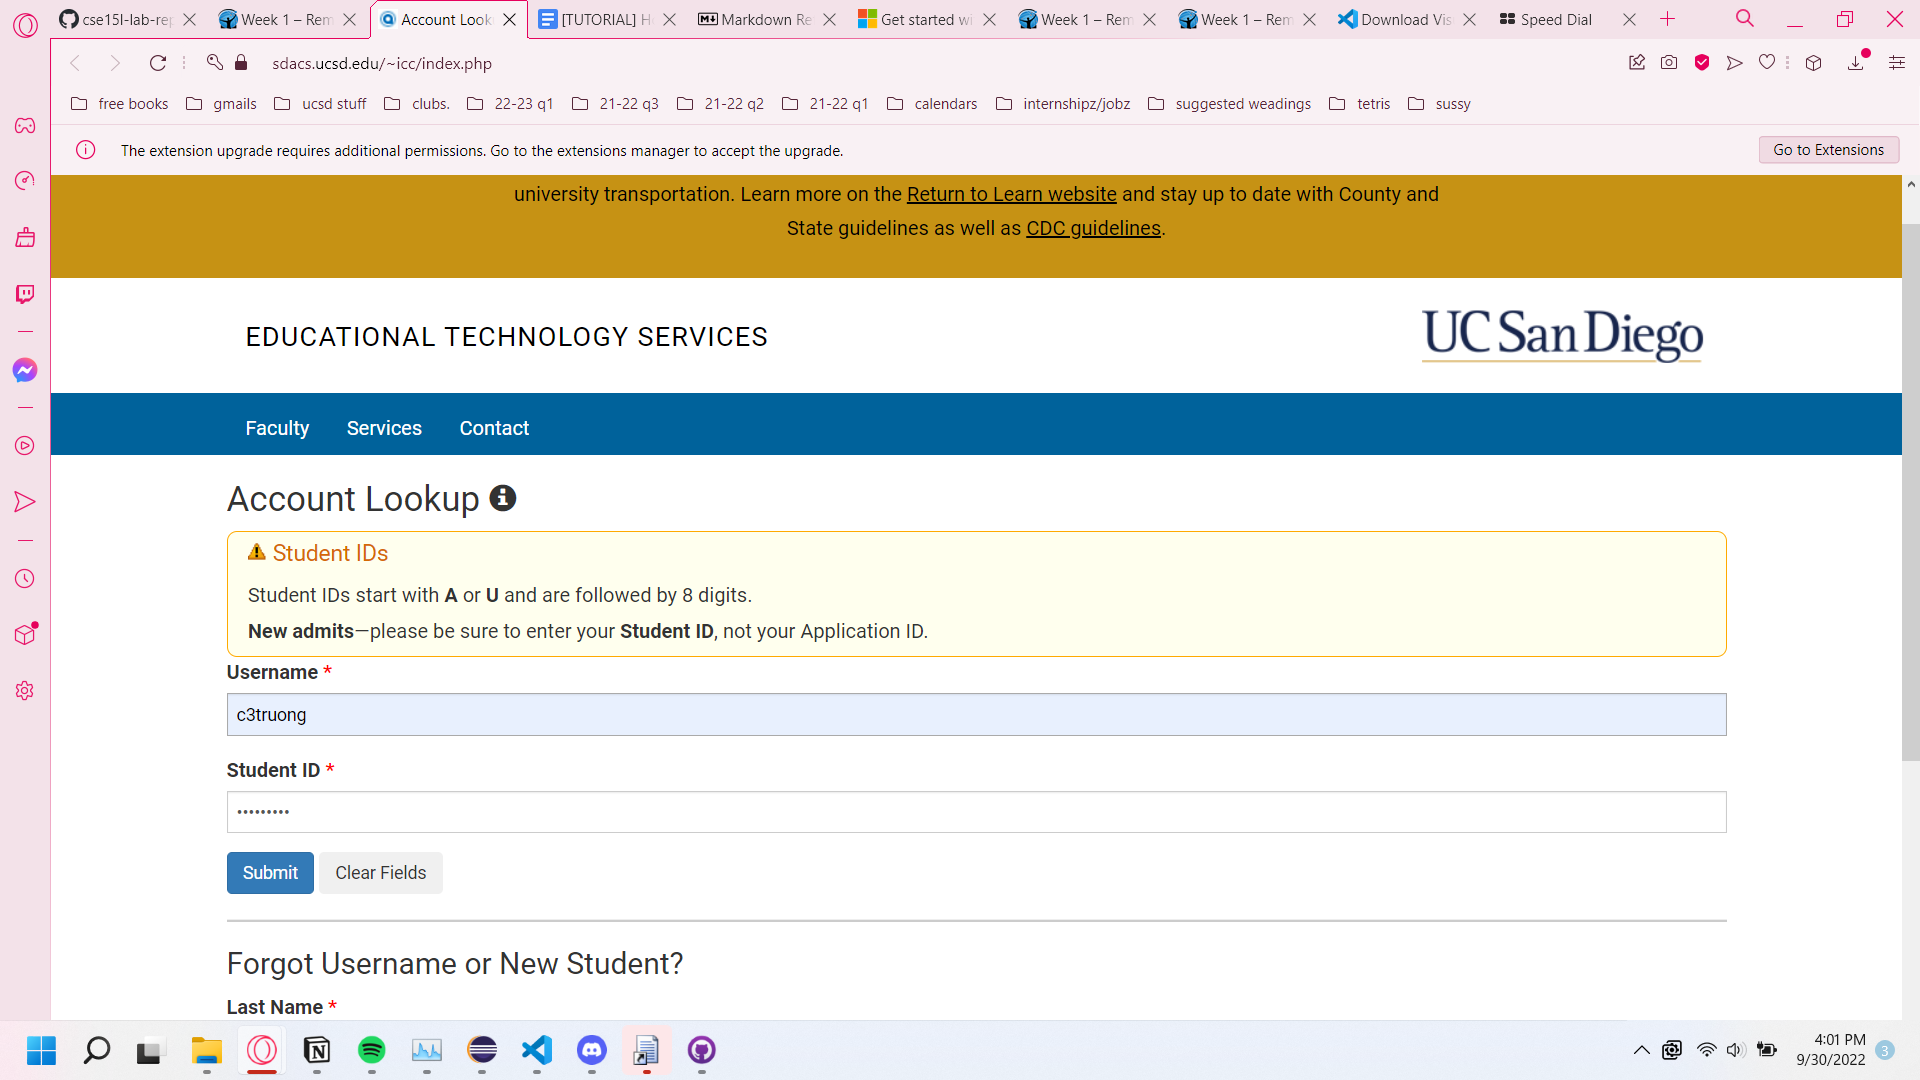 cse15l-lab-rep
Week 1 – Rem
Account Look
[TUTORIAL] H
Markdown Re
Get started wi
Week 1 – Rem
Week 1 – Rem
Download Vis
Speed Dial
sdacs.ucsd.edu/~icc/index.php
free books
gmails
ucsd stuff
clubs.
22-23 q1
21-22 q3
21-22 q2
21-22 q1
calendars
internshipz/jobz
suggested weadings
tetris
sussy
The extension upgrade requires additional permissions. Go to the extensions manager to accept the upgrade.
Go to Extensions
university transportation. Learn more on the Return to Learn website and stay up to date with County and
State guidelines as well as CDC guidelines.
EDUCATIONAL TECHNOLOGY SERVICES
UC San Diego
Faculty
Services
Contact
Account Lookup
Student IDs
Student IDs start with A or U and are followed by 8 digits.
New admits—please be sure to enter your Student ID, not your Application ID.
Username *
c3truong
Student ID *
•••••••••
Submit
Clear Fields
Forgot Username or New Student?
Last Name *
4:01 PM
9/30/2022
3